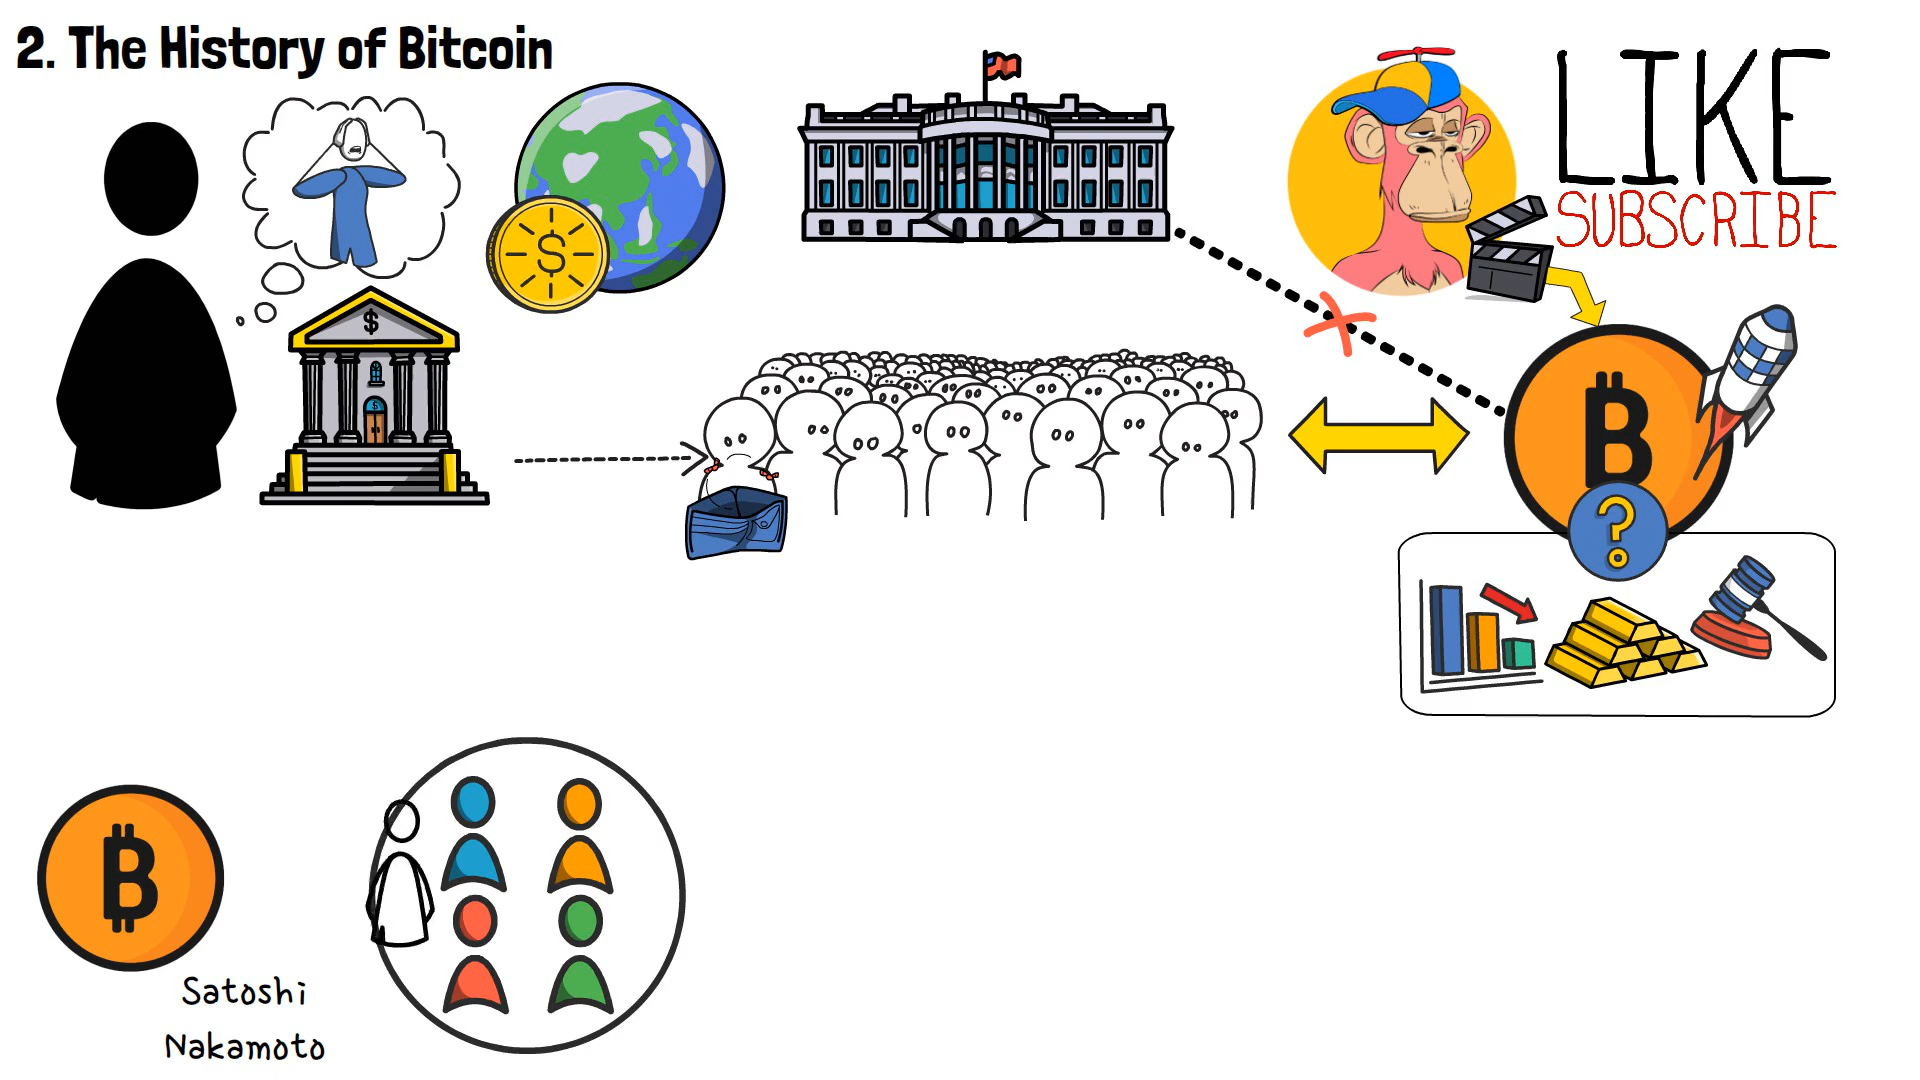 2. The History of Bitcoin
LIKE
SUBSCRIBE
Satoshi
Nakamoto